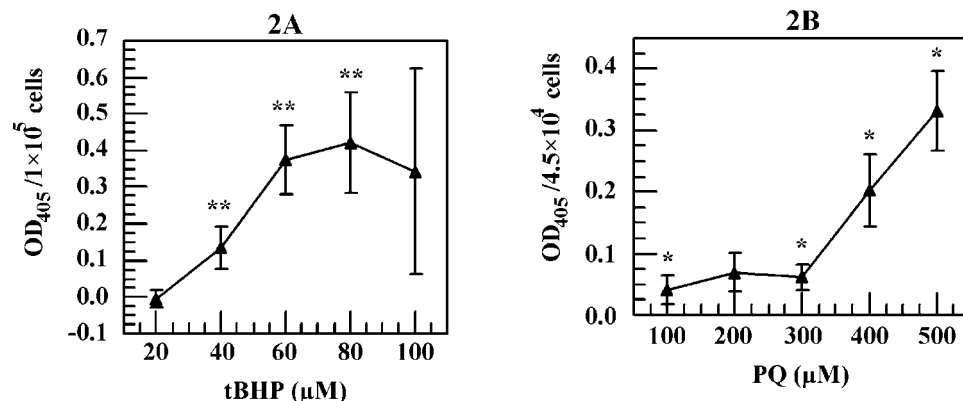 2A
OD405/1×10^5 cells
0.7
0.6
0.5
0.4
0.3
0.2
0.1
0.0
-0.1
**
**
**
20 40 60 80 100
tBHP (µM)
2B
OD405/4.5×10^4 cells
0.4
0.3
0.2
0.1
0.0
*
*
*
*
100 200 300 400 500
PQ (µM)